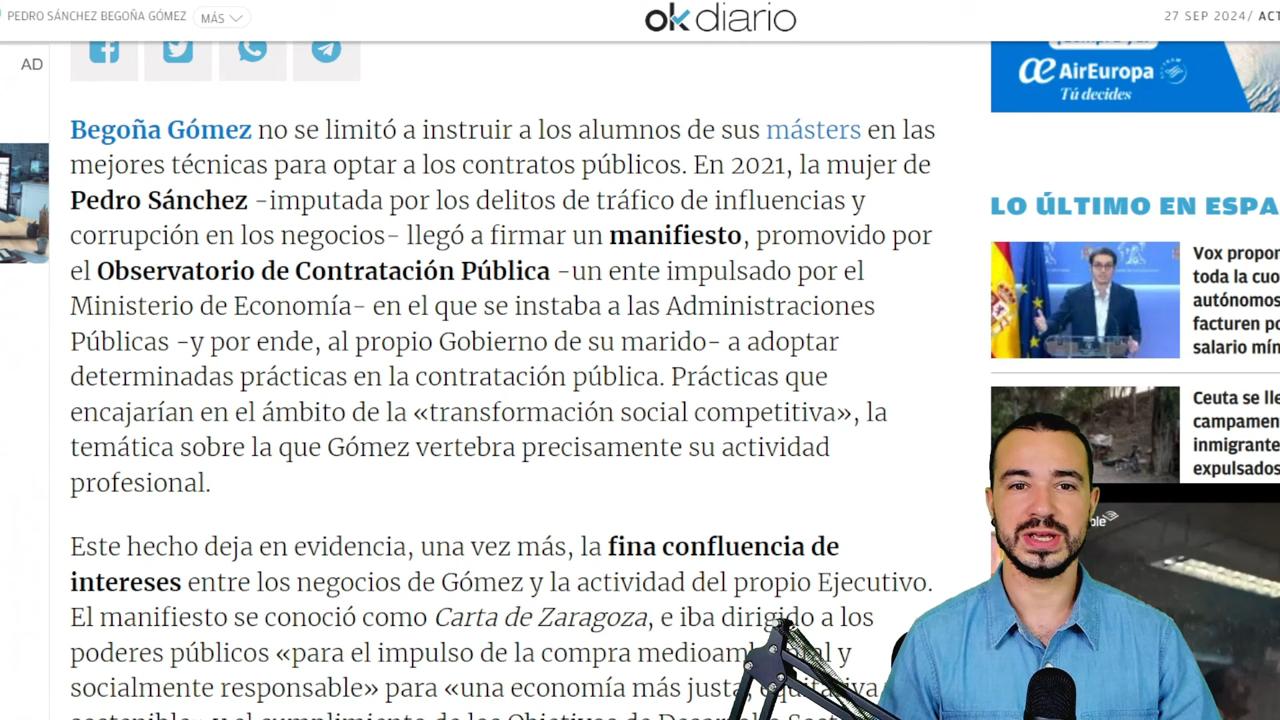 PEDRO SÁNCHEZ BEGOÑA GÓMEZ
MÁS
okdiario
27 SEP 2024/
AD
AirEuropa
Tú decides
Begoña Gómez no se limitó a instruir a los alumnos de sus másters en las
mejores técnicas para optar a los contratos públicos. En 2021, la mujer de
Pedro Sánchez -imputada por los delitos de tráfico de influencias y
corrupción en los negocios- llegó a firmar un manifiesto, promovido por
el Observatorio de Contratación Pública -un ente impulsado por el
Ministerio de Economía- en el que se instaba a las Administraciones
Públicas -y por ende, al propio Gobierno de su marido- a adoptar
determinadas prácticas en la contratación pública. Prácticas que
encajarían en el ámbito de la «transformación social competitiva», la
temática sobre la que Gómez vertebra precisamente su actividad
profesional.
Este hecho deja en evidencia, una vez más, la fina confluencia de
intereses entre los negocios de Gómez y la actividad del propio Ejecutivo.
El manifiesto se conoció como Carta de Zaragoza, e iba dirigido a los
poderes públicos «para el impulso de la compra y
socialmente responsable» para «una economía más justa,
LO ÚLTIMO EN ESPA
Vox propon
toda la cuo
autónomos
facturen po
salario mín
Ceuta se lle
campamen
inmigrante
expulsados